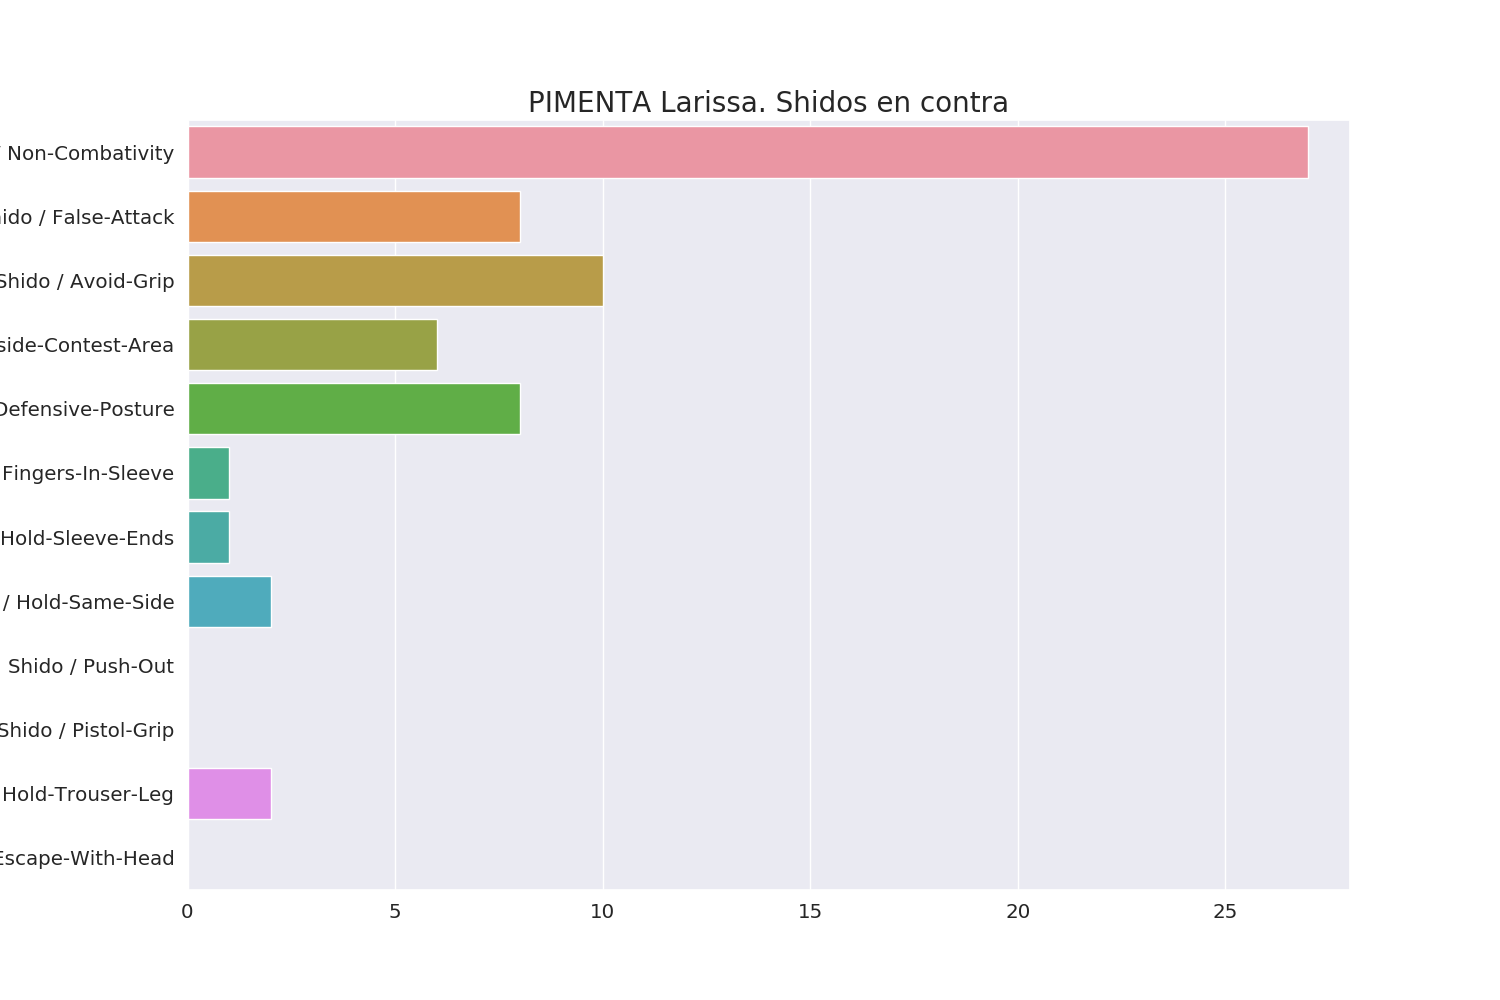 PIMENTA Larissa. Shidos en contra
/ Non-Combativity
/ False-Attack
Shido / Avoid-Grip
-Contest-Area
Defensive-Posture
Fingers-In-Sleeve
Hold-Sleeve-Ends
/ Hold-Same-Side
Shido / Push-Out
Shido / Pistol-Grip
Hold-Trouser-Leg
Escape-With-Head
0 5 10 15 20 25